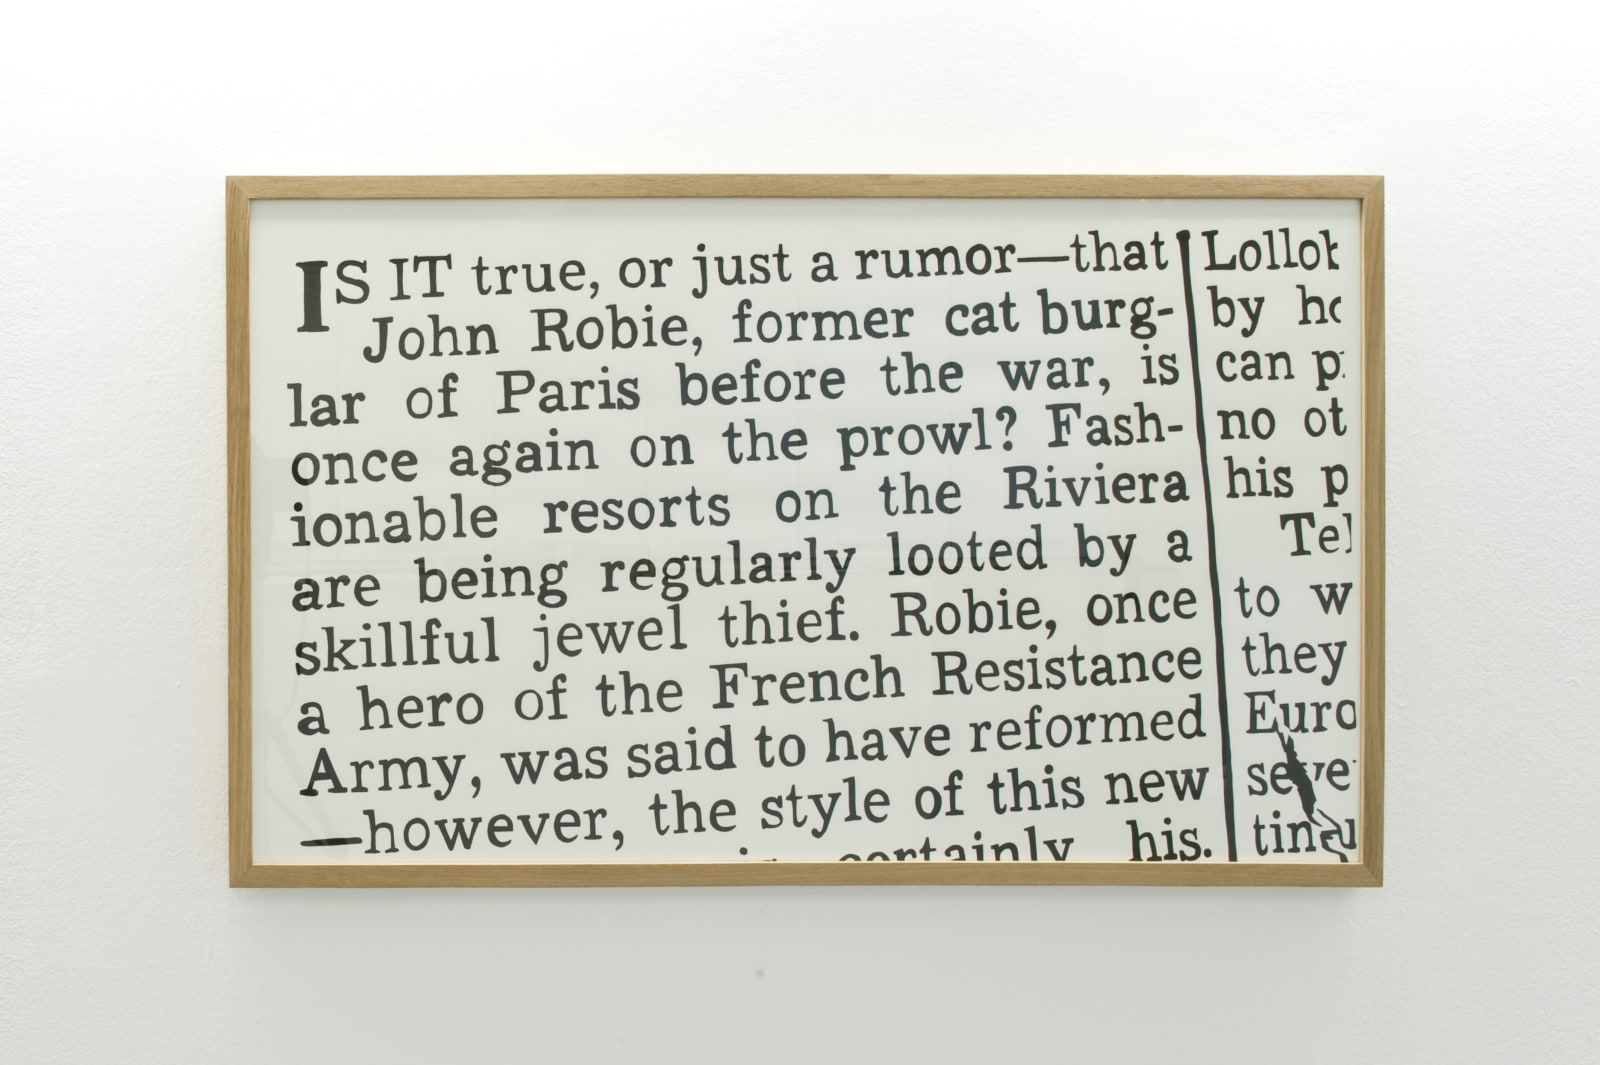 IS IT true, or just a rumor—that
John Robie, former cat burg-
lar of Paris before the war, is
once again on the prowl? Fash-
ionable resorts on the Riviera
are being regularly looted by a
skillful jewel thief. Robie, once
a hero of the French Resistance
Army, was said to have reformed
—however, the style of this new
certainly his.
by
can
no
his
to
they